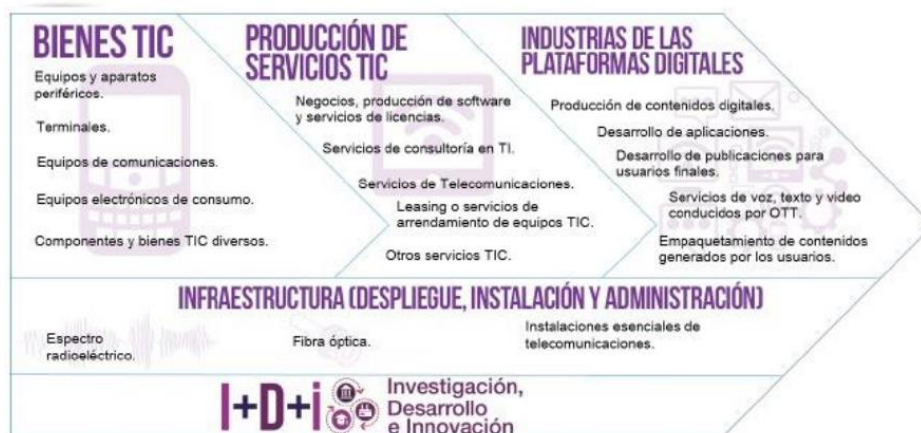 BIENES TIC
Equipos y aparatos
periféricos.
Terminales.
Equipos de comunicaciones.
Equipos electrónicos de consumo.
Componentes y bienes TIC diversos.
PRODUCCIÓN DE
SERVICIOS TIC
Negocios, producción de software
y servicios de licencias.
Servicios de consultoría en TI.
Servicios de Telecomunicaciones.
Leasing o servicios de
arrendamiento de equipos TIC.
Otros servicios TIC.
INDUSTRIAS DE LAS
PLATAFORMAS DIGITALES
Producción de contenidos digitales.
Desarrollo de aplicaciones.
Desarrollo de publicaciones para
usuarios finales.
Servicios de voz, texto y video
conducidos por OTT.
Empaquetamiento de contenidos
generados por los usuarios.
INFRAESTRUCTURA (DESPLIEGUE, INSTALACIÓN Y ADMINISTRACIÓN)
Espectro
radioeléctrico.
Fibra óptica.
Instalaciones esenciales de
telecomunicaciones.
I+D+i
Investigación,
Desarrollo
e Innovación